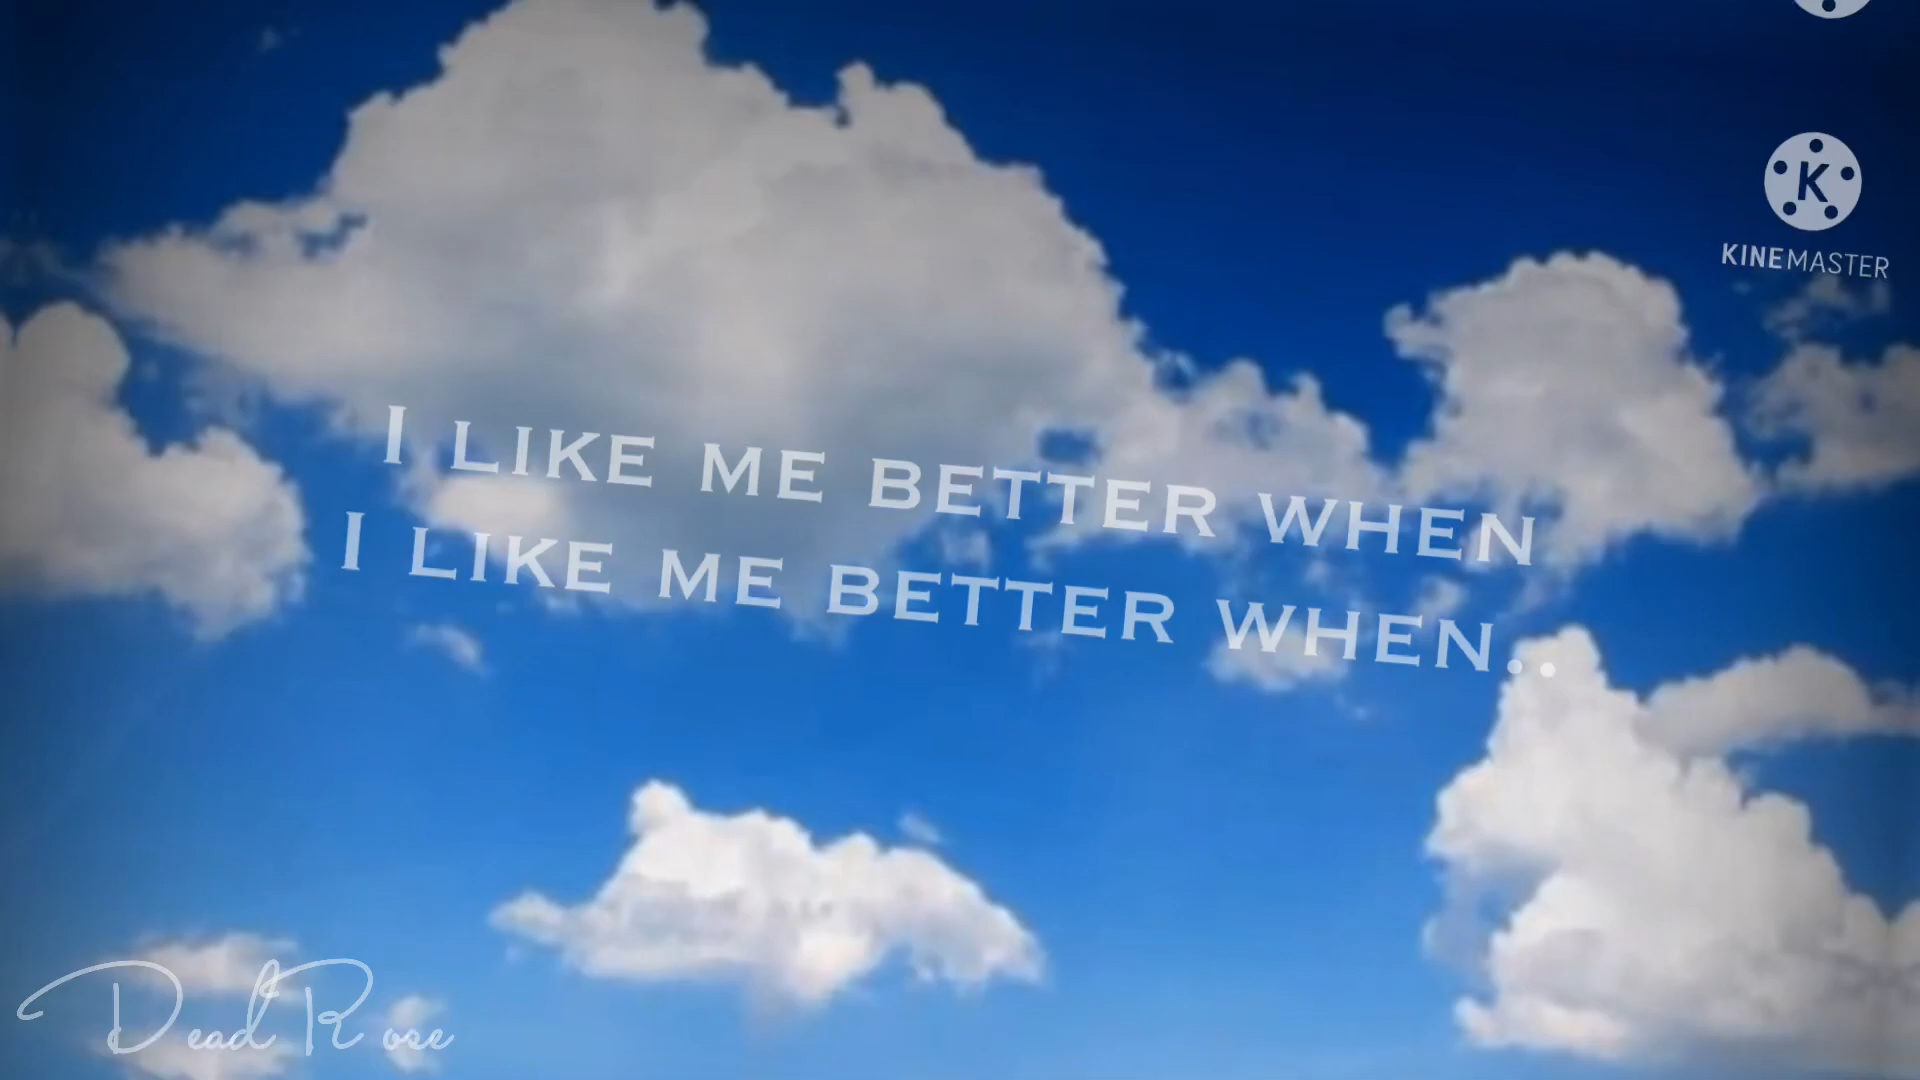 KINEMASTER
I LIKE ME BETTER WHEN
I LIKE ME BETTER WHEN..
Dead Rose